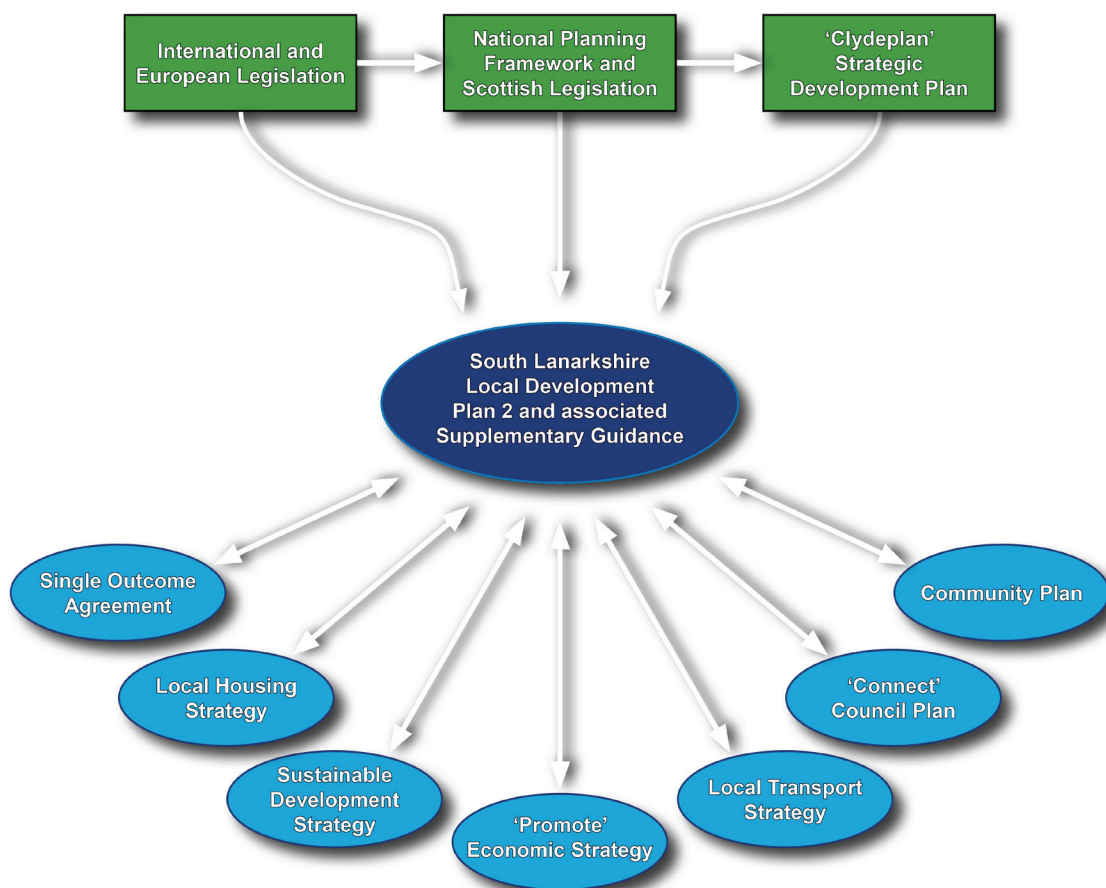 International and
European Legislation
National Planning
Framework and
Scottish Legislation
‘Clydeplan’
Strategic
Development Plan
South Lanarkshire
Local Development
Plan 2 and associated
Supplementary Guidance
Single Outcome
Agreement
Local Housing
Strategy
Sustainable
Development
Strategy
‘Promote’
Economic Strategy
Local Transport
Strategy
‘Connect’
Council Plan
Community Plan